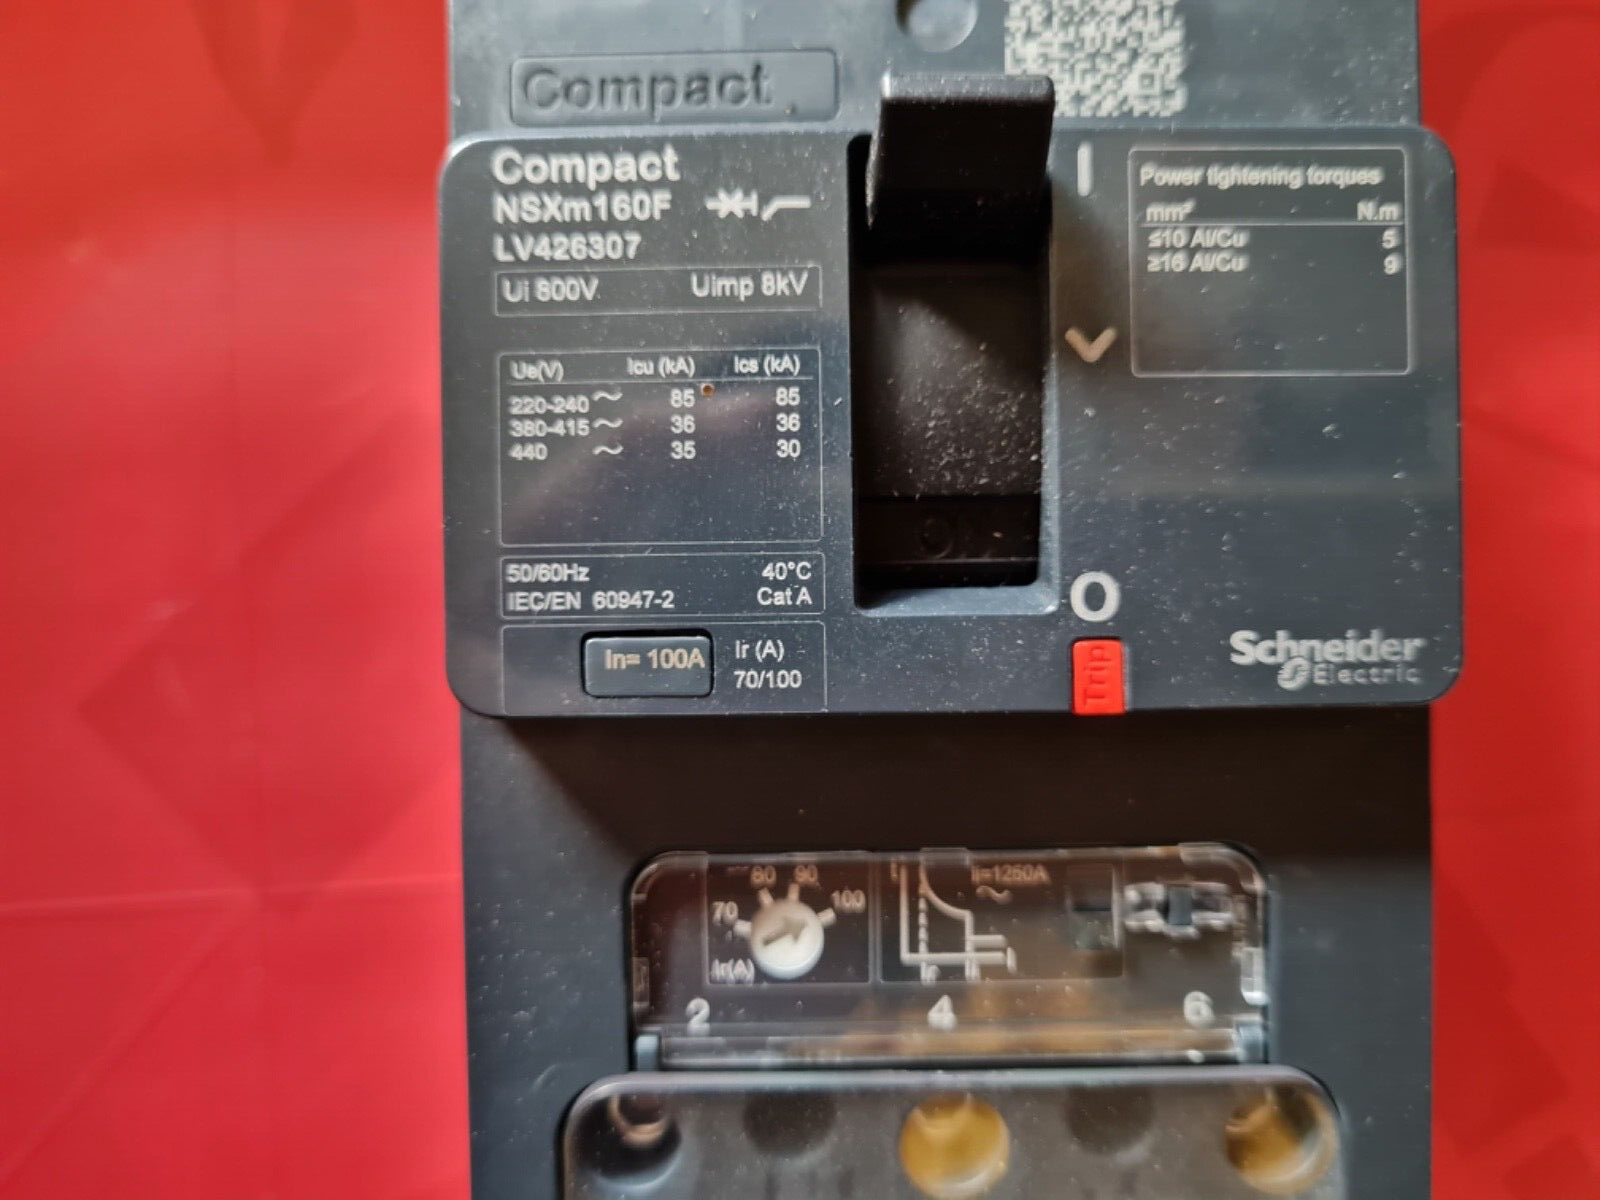 Compact
Compact
NSXm160F
LV426307
Ui 800V Uimp 8kV
Ue(V) Icu (kA) Ics (kA)
220-240 ~ 85 85
380-415 ~ 36 36
440 ~ 35 30
50/60Hz 40°C
IEC/EN 60947-2 Cat A
In= 100A
Ir (A)
70/100
I
Power tightening torques
mm² N.m
≤10 Al/Cu 5
≥16 Al/Cu 9
O
Trip
Schneider
Electric
70 80 90 100
Ir(A)
Ii=1250A
~
Ir Ii I
2 4 6